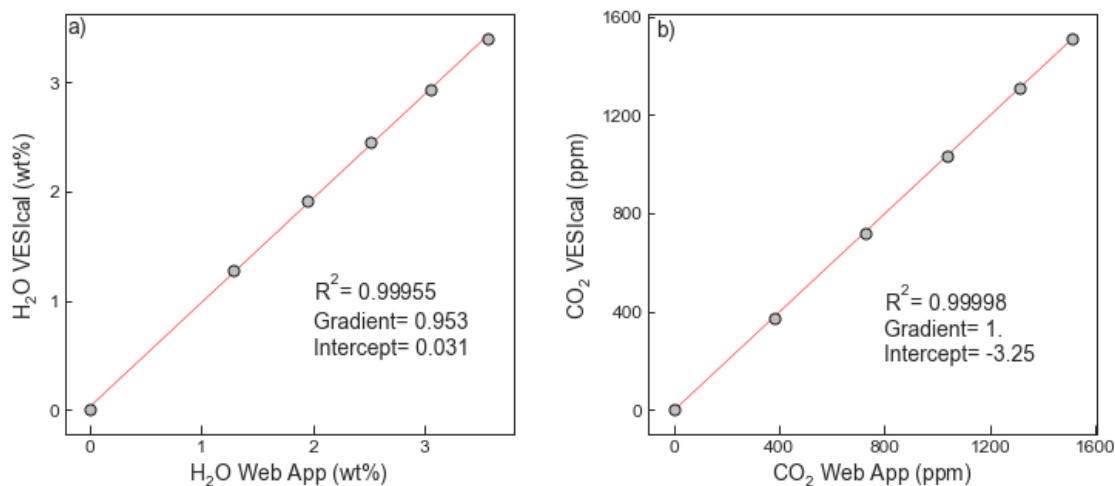 a)
3
2
1
0
H₂O VESIcal (wt%)
R²= 0.99955
Gradient= 0.953
Intercept= 0.031
0 1 2 3
H₂O Web App (wt%)
b)
1600
1200
800
400
0
CO₂ VESIcal (ppm)
R²= 0.99998
Gradient= 1.
Intercept= -3.25
0 400 800 1200 1600
CO₂ Web App (ppm)